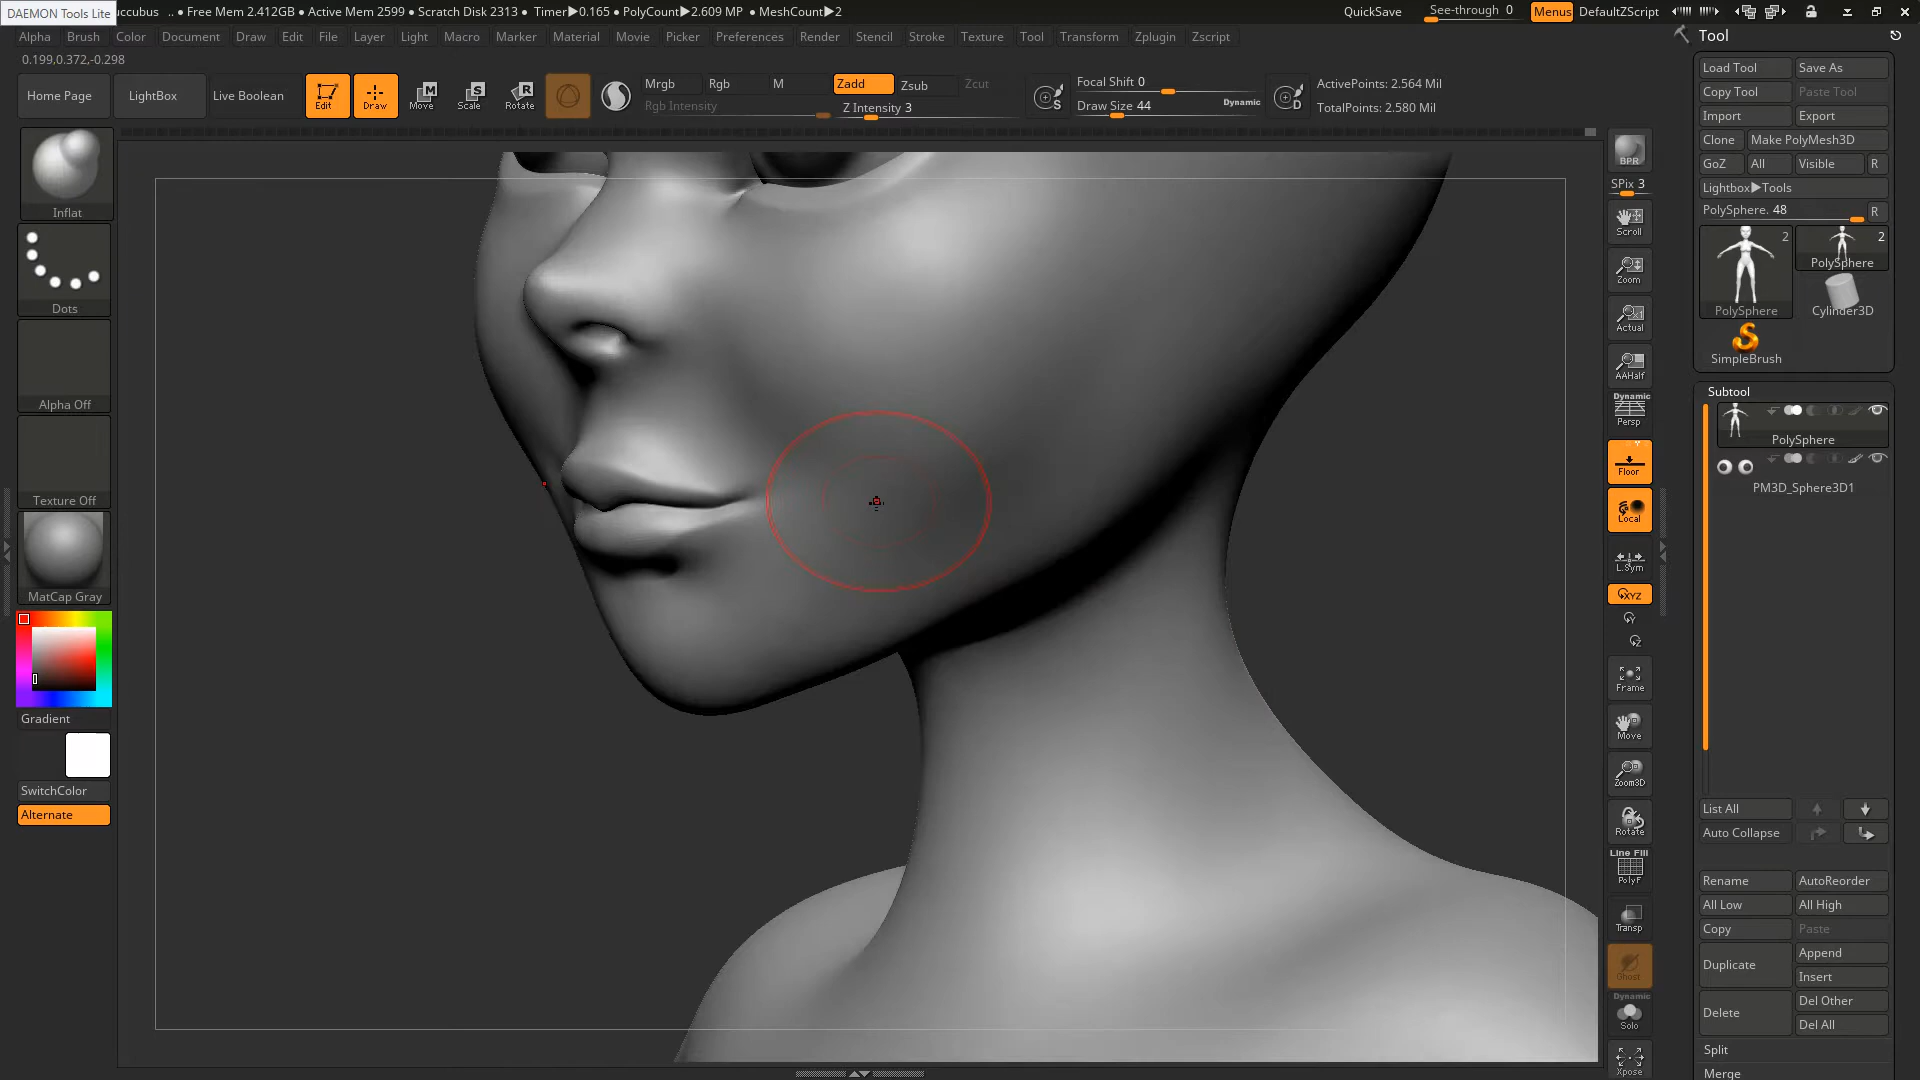 DAEMON Tools Lite
uccubus .. ● Free Mem 2.412GB ● Active Mem 2599 ● Scratch Disk 2313 ● Timer▶0.165 ● PolyCount▶2.609 MP ● MeshCount▶2
QuickSave See-through 0 Menus DefaultZScript
Alpha Brush Color Document Draw Edit File Layer Light Macro Marker Material Movie Picker Preferences Render Stencil Stroke Texture Tool Transform Zplugin Zscript
0.199,0.372,-0.298
Home Page LightBox Live Boolean Edit Draw Move Scale Rotate
Mrgb Rgb M Zadd Zsub Zcut
Rgb Intensity Z Intensity 3
Focal Shift 0
Draw Size 44 Dynamic
ActivePoints: 2.564 Mil
TotalPoints: 2.580 Mil
Inflat
Dots
Alpha Off
Texture Off
MatCap Gray
Gradient
SwitchColor
Alternate
BPR
SPix 3
Scroll
Zoom
Actual
AAHalf
Dynamic
Persp
Floor
Local
L.Sym
XYZ
Y
Z
Frame
Move
Zoom3D
Rotate
Line Fill
PolyF
Transp
Ghost
Dynamic
Solo
Xpose
Tool
Load Tool Save As
Copy Tool Paste Tool
Import Export
Clone Make PolyMesh3D
GoZ All Visible R
Lightbox▶Tools
PolySphere. 48 R
2 2
PolySphere
PolySphere Cylinder3D
SimpleBrush
Subtool
PolySphere
PM3D_Sphere3D1
List All
Auto Collapse
Rename AutoReorder
All Low All High
Copy Paste
Duplicate Append
Insert
Delete Del Other
Del All
Split
Merge